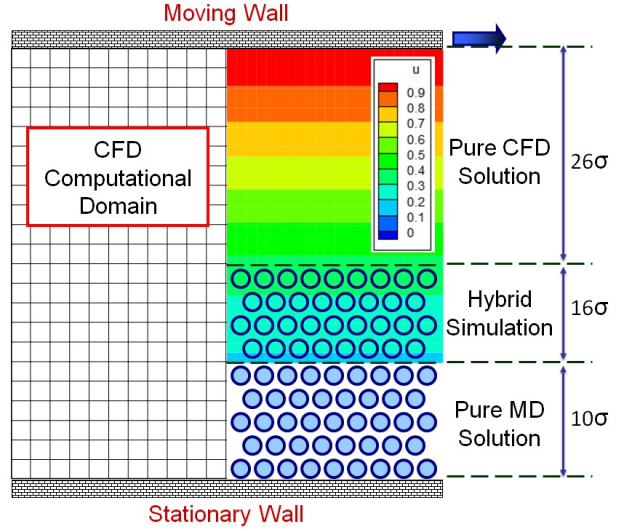 Moving Wall
u
0.9
0.8
0.7
0.6
0.5
0.4
0.3
0.2
0.1
0
CFD
Computational
Domain
Pure CFD
Solution
26σ
Hybrid
Simulation
16σ
Pure MD
Solution
10σ
Stationary Wall